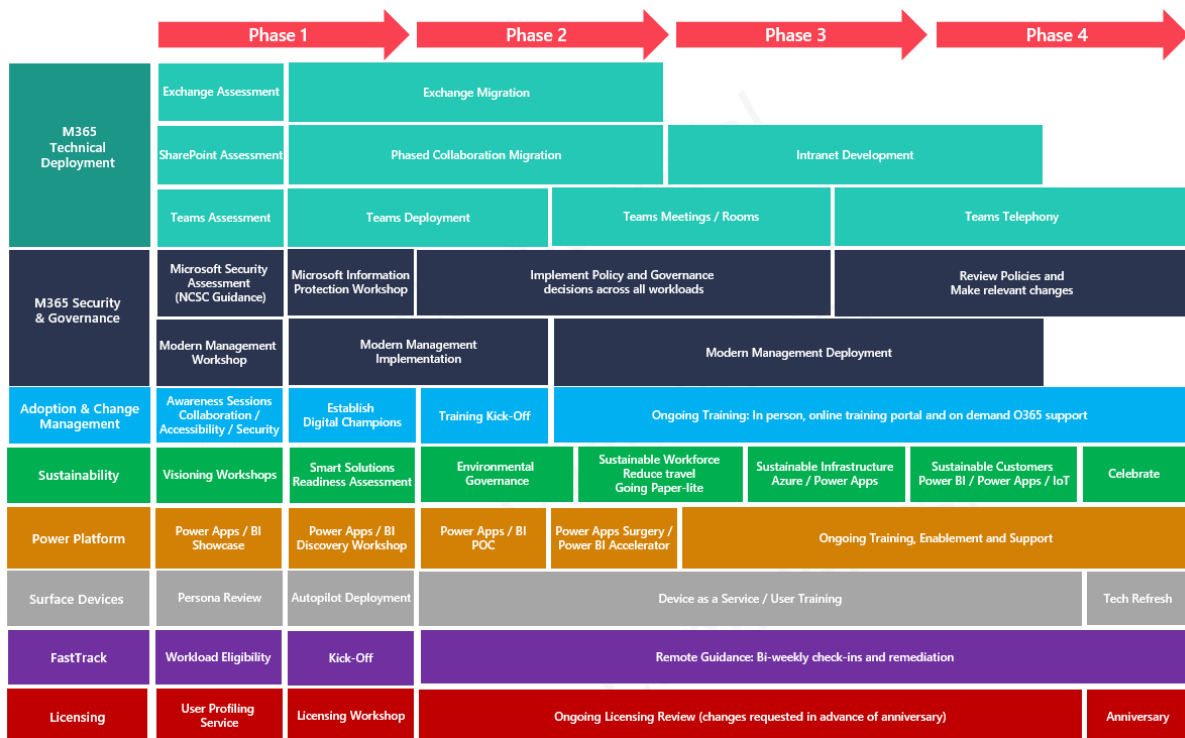 Phase 1
Phase 2
Phase 3
Phase 4
M365
Technical
Deployment
Exchange Assessment
Exchange Migration
SharePoint Assessment
Phased Collaboration Migration
Intranet Development
Teams Assessment
Teams Deployment
Teams Meetings / Rooms
Teams Telephony
M365 Security
& Governance
Microsoft Security
Assessment
(NCSC Guidance)
Microsoft Information
Protection Workshop
Implement Policy and Governance
decisions across all workloads
Review Policies and
Make relevant changes
Modern Management
Workshop
Modern Management
Implementation
Modern Management Deployment
Adoption & Change
Management
Awareness Sessions
Collaboration /
Accessibility / Security
Establish
Digital Champions
Training Kick-Off
Ongoing Training: In person, online training portal and on demand O365 support
Sustainability
Visioning Workshops
Smart Solutions
Readiness Assessment
Environmental
Governance
Sustainable Workforce
Reduce travel
Going Paper-lite
Sustainable Infrastructure
Azure / Power Apps
Sustainable Customers
Power BI / Power Apps / IoT
Celebrate
Power Platform
Power Apps / BI
Showcase
Power Apps / BI
Discovery Workshop
Power Apps / BI
POC
Power Apps Surgery /
Power BI Accelerator
Ongoing Training, Enablement and Support
Surface Devices
Persona Review
Autopilot Deployment
Device as a Service / User Training
Tech Refresh
FastTrack
Workload Eligibility
Kick-Off
Remote Guidance: Bi-weekly check-ins and remediation
Licensing
User Profiling
Service
Licensing Workshop
Ongoing Licensing Review (changes requested in advance of anniversary)
Anniversary